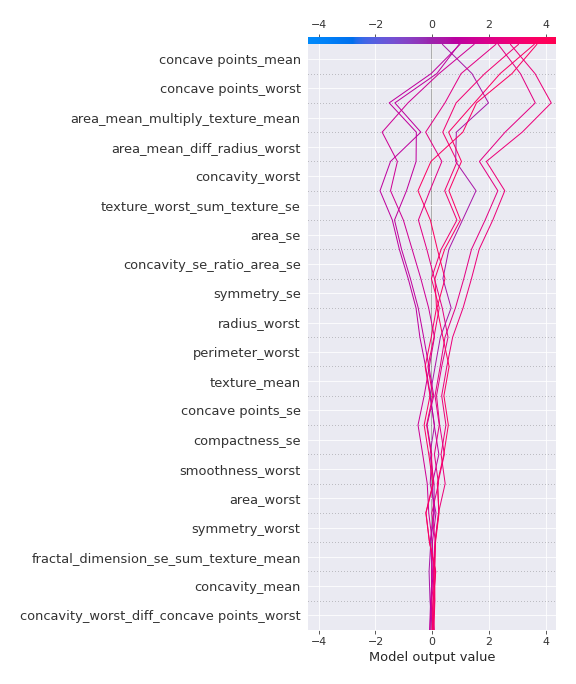 −4 −2 0 2 4
concave points_mean
concave points_worst
area_mean_multiply_texture_mean
area_mean_diff_radius_worst
concavity_worst
texture_worst_sum_texture_se
area_se
concavity_se_ratio_area_se
symmetry_se
radius_worst
perimeter_worst
texture_mean
concave points_se
compactness_se
smoothness_worst
area_worst
symmetry_worst
fractal_dimension_se_sum_texture_mean
concavity_mean
concavity_worst_diff_concave points_worst
−4 −2 0 2 4
Model output value